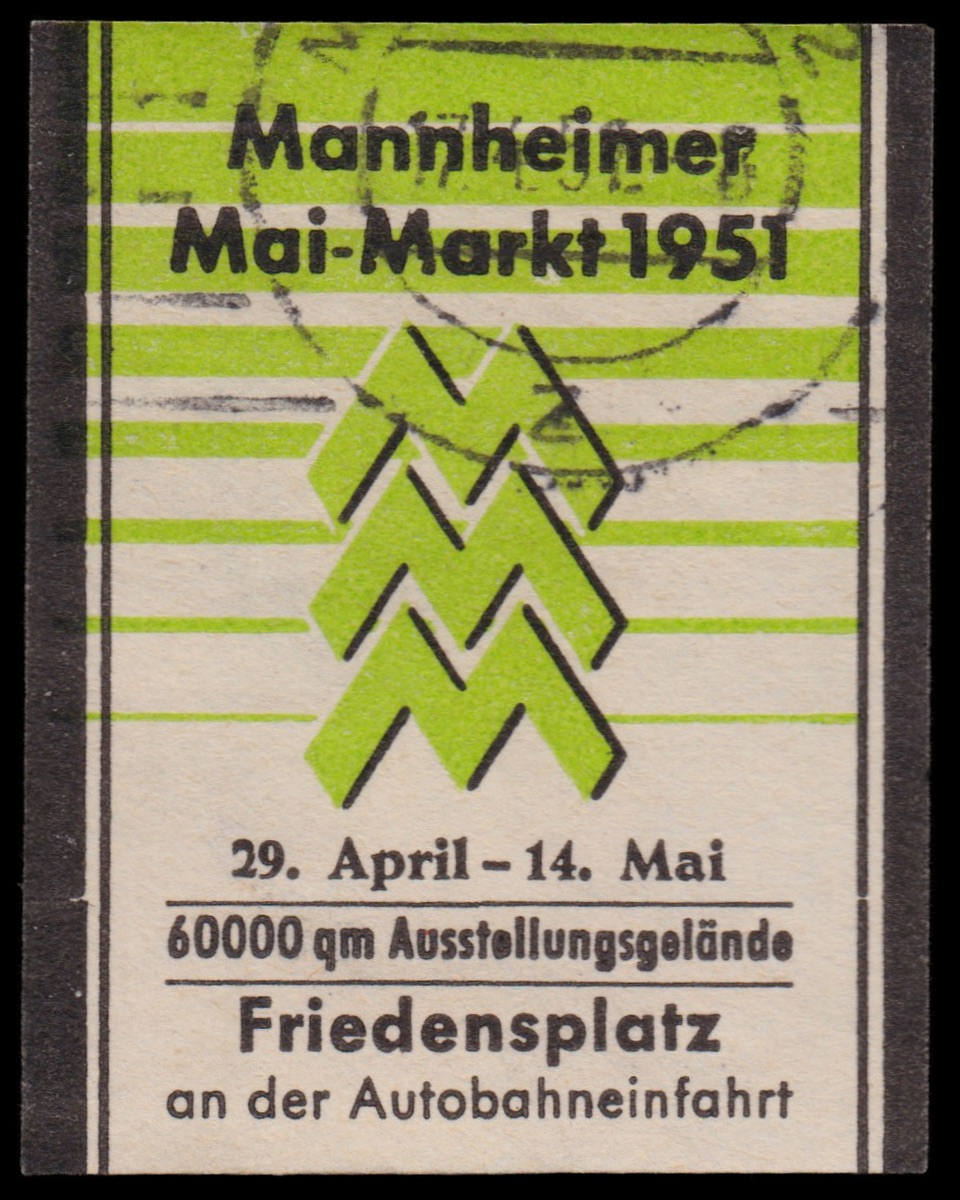 Mannheimer
Mai-Markt 1951
29. April – 14. Mai
60000 qm Ausstellungsgelände
Friedensplatz
an der Autobahneinfahrt